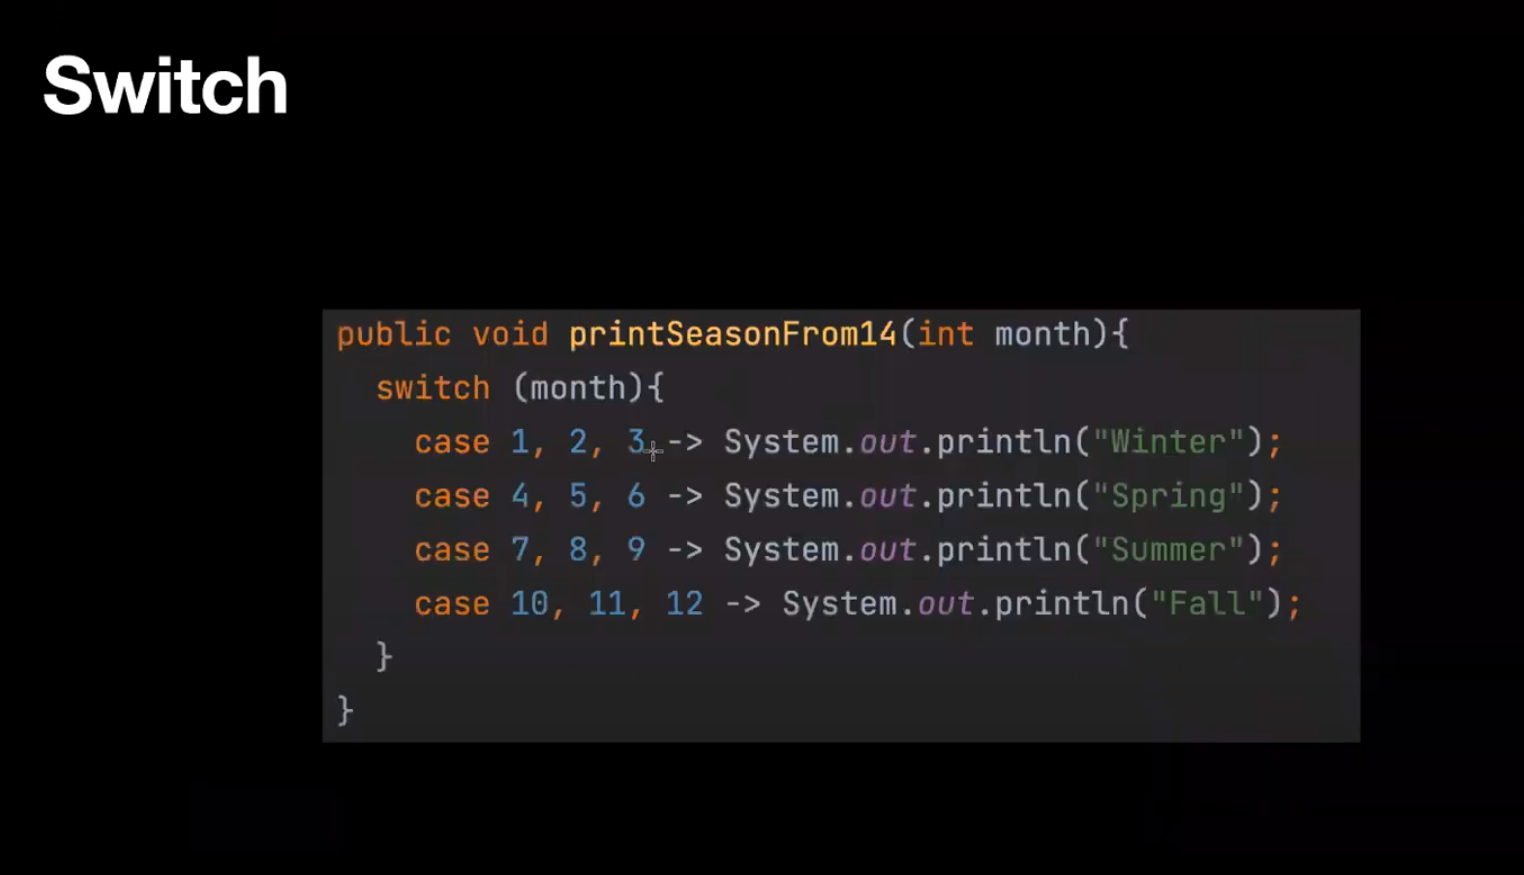 Switch
public void printSeasonFrom14(int month){
switch (month){
case 1, 2, 3 -> System.out.println("Winter");
case 4, 5, 6 -> System.out.println("Spring");
case 7, 8, 9 -> System.out.println("Summer");
case 10, 11, 12 -> System.out.println("Fall");
}
}